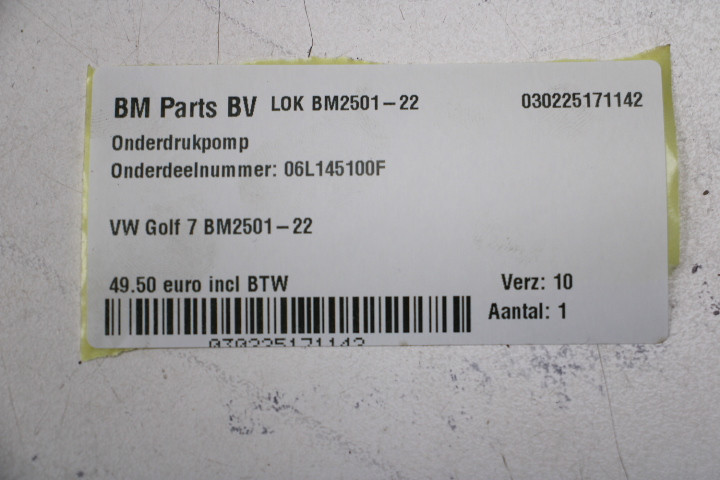 BM Parts BV LOK BM2501-22 030225171142
Onderdrukpomp
Onderdeelnummer: 06L145100F
VW Golf 7 BM2501-22
49.50 euro incl BTW Verz: 10
Aantal: 1
030225171142